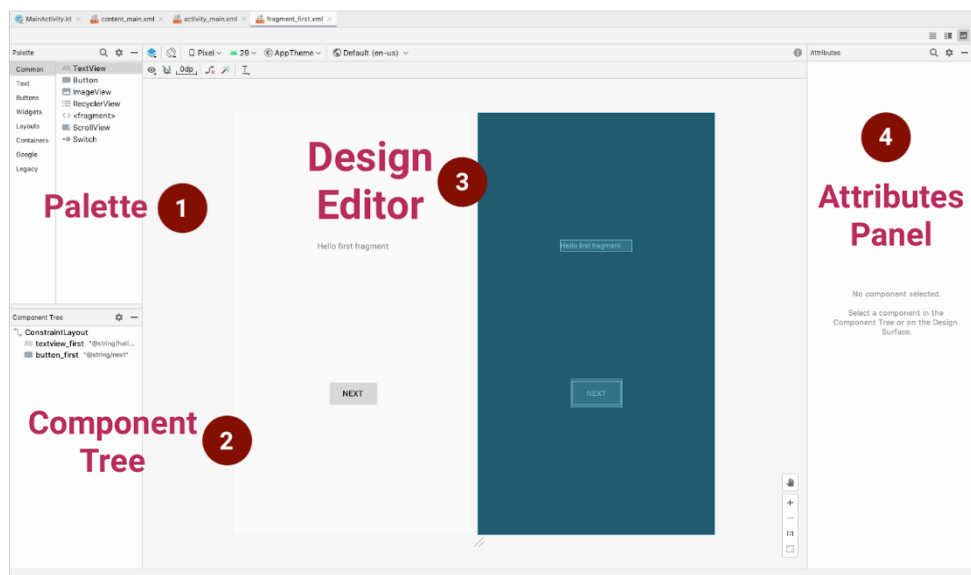 MainActivity.kt content_main.xml activity_main.xml fragment_first.xml
Palette
Pixel 29 AppTheme Default (en-us)
Attributes
Common
Text
Buttons
Widgets
Layouts
Containers
Google
Legacy
Ab TextView
Button
ImageView
RecyclerView
<> <fragment>
ScrollView
Switch
0dp
Palette 1
Design
Editor
3
4
Attributes
Panel
Hello first fragment
Hello first fragment
No component selected.
Select a component in the
Component Tree or on the Design
Surface.
Component Tree
ConstraintLayout
Ab textview_first "@string/hell...
button_first "@string/next"
NEXT
NEXT
Component
Tree
2
+
−
1:1